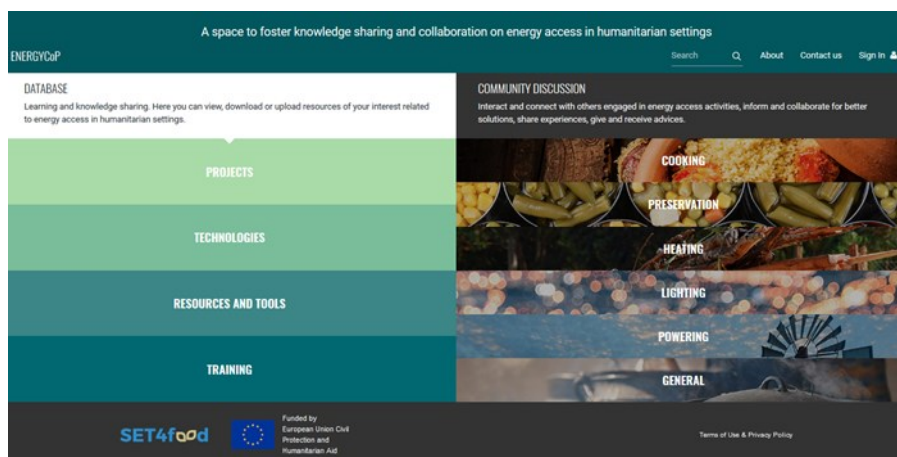 A space to foster knowledge sharing and collaboration on energy access in humanitarian settings
ENERGYCoP
Search
About
Contact us
Sign In
DATABASE
Learning and knowledge sharing. Here you can view, download or upload resources of your interest related
to energy access in humanitarian settings.
PROJECTS
TECHNOLOGIES
RESOURCES AND TOOLS
TRAINING
COMMUNITY DISCUSSION
Interact and connect with others engaged in energy access activities, inform and collaborate for better
solutions, share experiences, give and receive advices.
COOKING
PRESERVATION
HEATING
LIGHTING
POWERING
GENERAL
SET4food
Funded by
European Union Civil
Protection and
Humanitarian Aid
Terms of Use & Privacy Policy